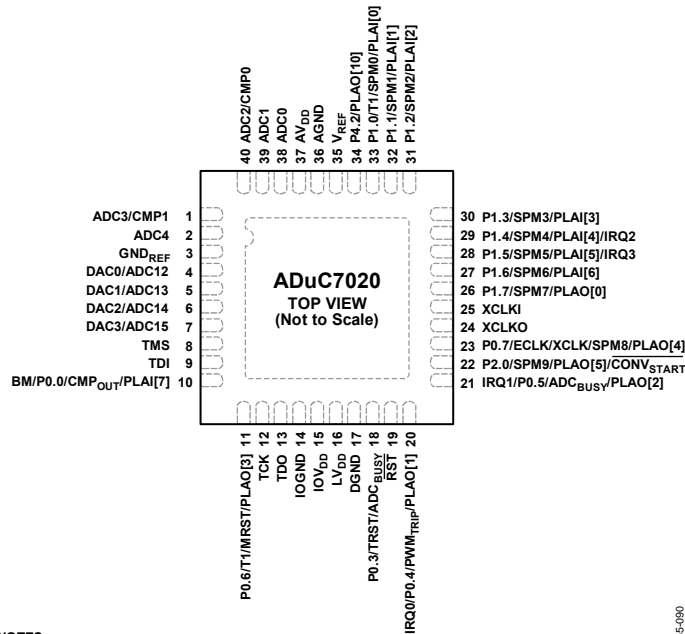 40 ADC2/CMP0
39 ADC1
38 ADC0
37 AVDD
36 AGND
35 VREF
34 P4.2/PLAO[10]
33 P1.0/T1/SPM0/PLAI[0]
32 P1.1/SPM1/PLAI[1]
31 P1.2/SPM2/PLAI[2]
ADC3/CMP1 1
ADC4 2
GNDREF 3
DAC0/ADC12 4
DAC1/ADC13 5
DAC2/ADC14 6
DAC3/ADC15 7
TMS 8
TDI 9
BM/P0.0/CMPOUT/PLAI[7] 10
ADuC7020
TOP VIEW
(Not to Scale)
30 P1.3/SPM3/PLAI[3]
29 P1.4/SPM4/PLAI[4]/IRQ2
28 P1.5/SPM5/PLAI[5]/IRQ3
27 P1.6/SPM6/PLAI[6]
26 P1.7/SPM7/PLAO[0]
25 XCLKI
24 XCLKO
23 P0.7/ECLK/XCLK/SPM8/PLAO[4]
22 P2.0/SPM9/PLAO[5]/CONVSTART
21 IRQ1/P0.5/ADCBUSY/PLAO[2]
P0.6/T1/MRST/PLAO[3] 11
TCK 12
TDO 13
IOGND 14
IOVDD 15
LVDD 16
DGND 17
P0.3/TRST/ADCBUSY 18
RST 19
IRQ0/P0.4/PWMTRIP/PLAO[1] 20
5-090